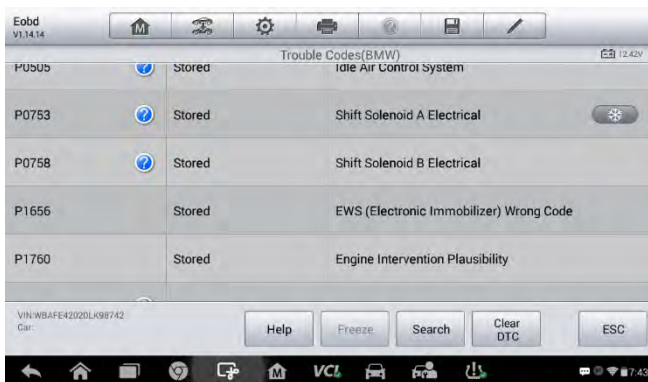 Eobd
V1.14.14
Trouble Codes(BMW)
12.42V
P0505 Stored Idle Air Control System
P0753 Stored Shift Solenoid A Electrical
P0758 Stored Shift Solenoid B Electrical
P1656 Stored EWS (Electronic Immobilizer) Wrong Code
P1760 Stored Engine Intervention Plausibility
VIN:WBAFE42020LK98742
Car:
Help Freeze Search Clear DTC ESC
VCI 7:43